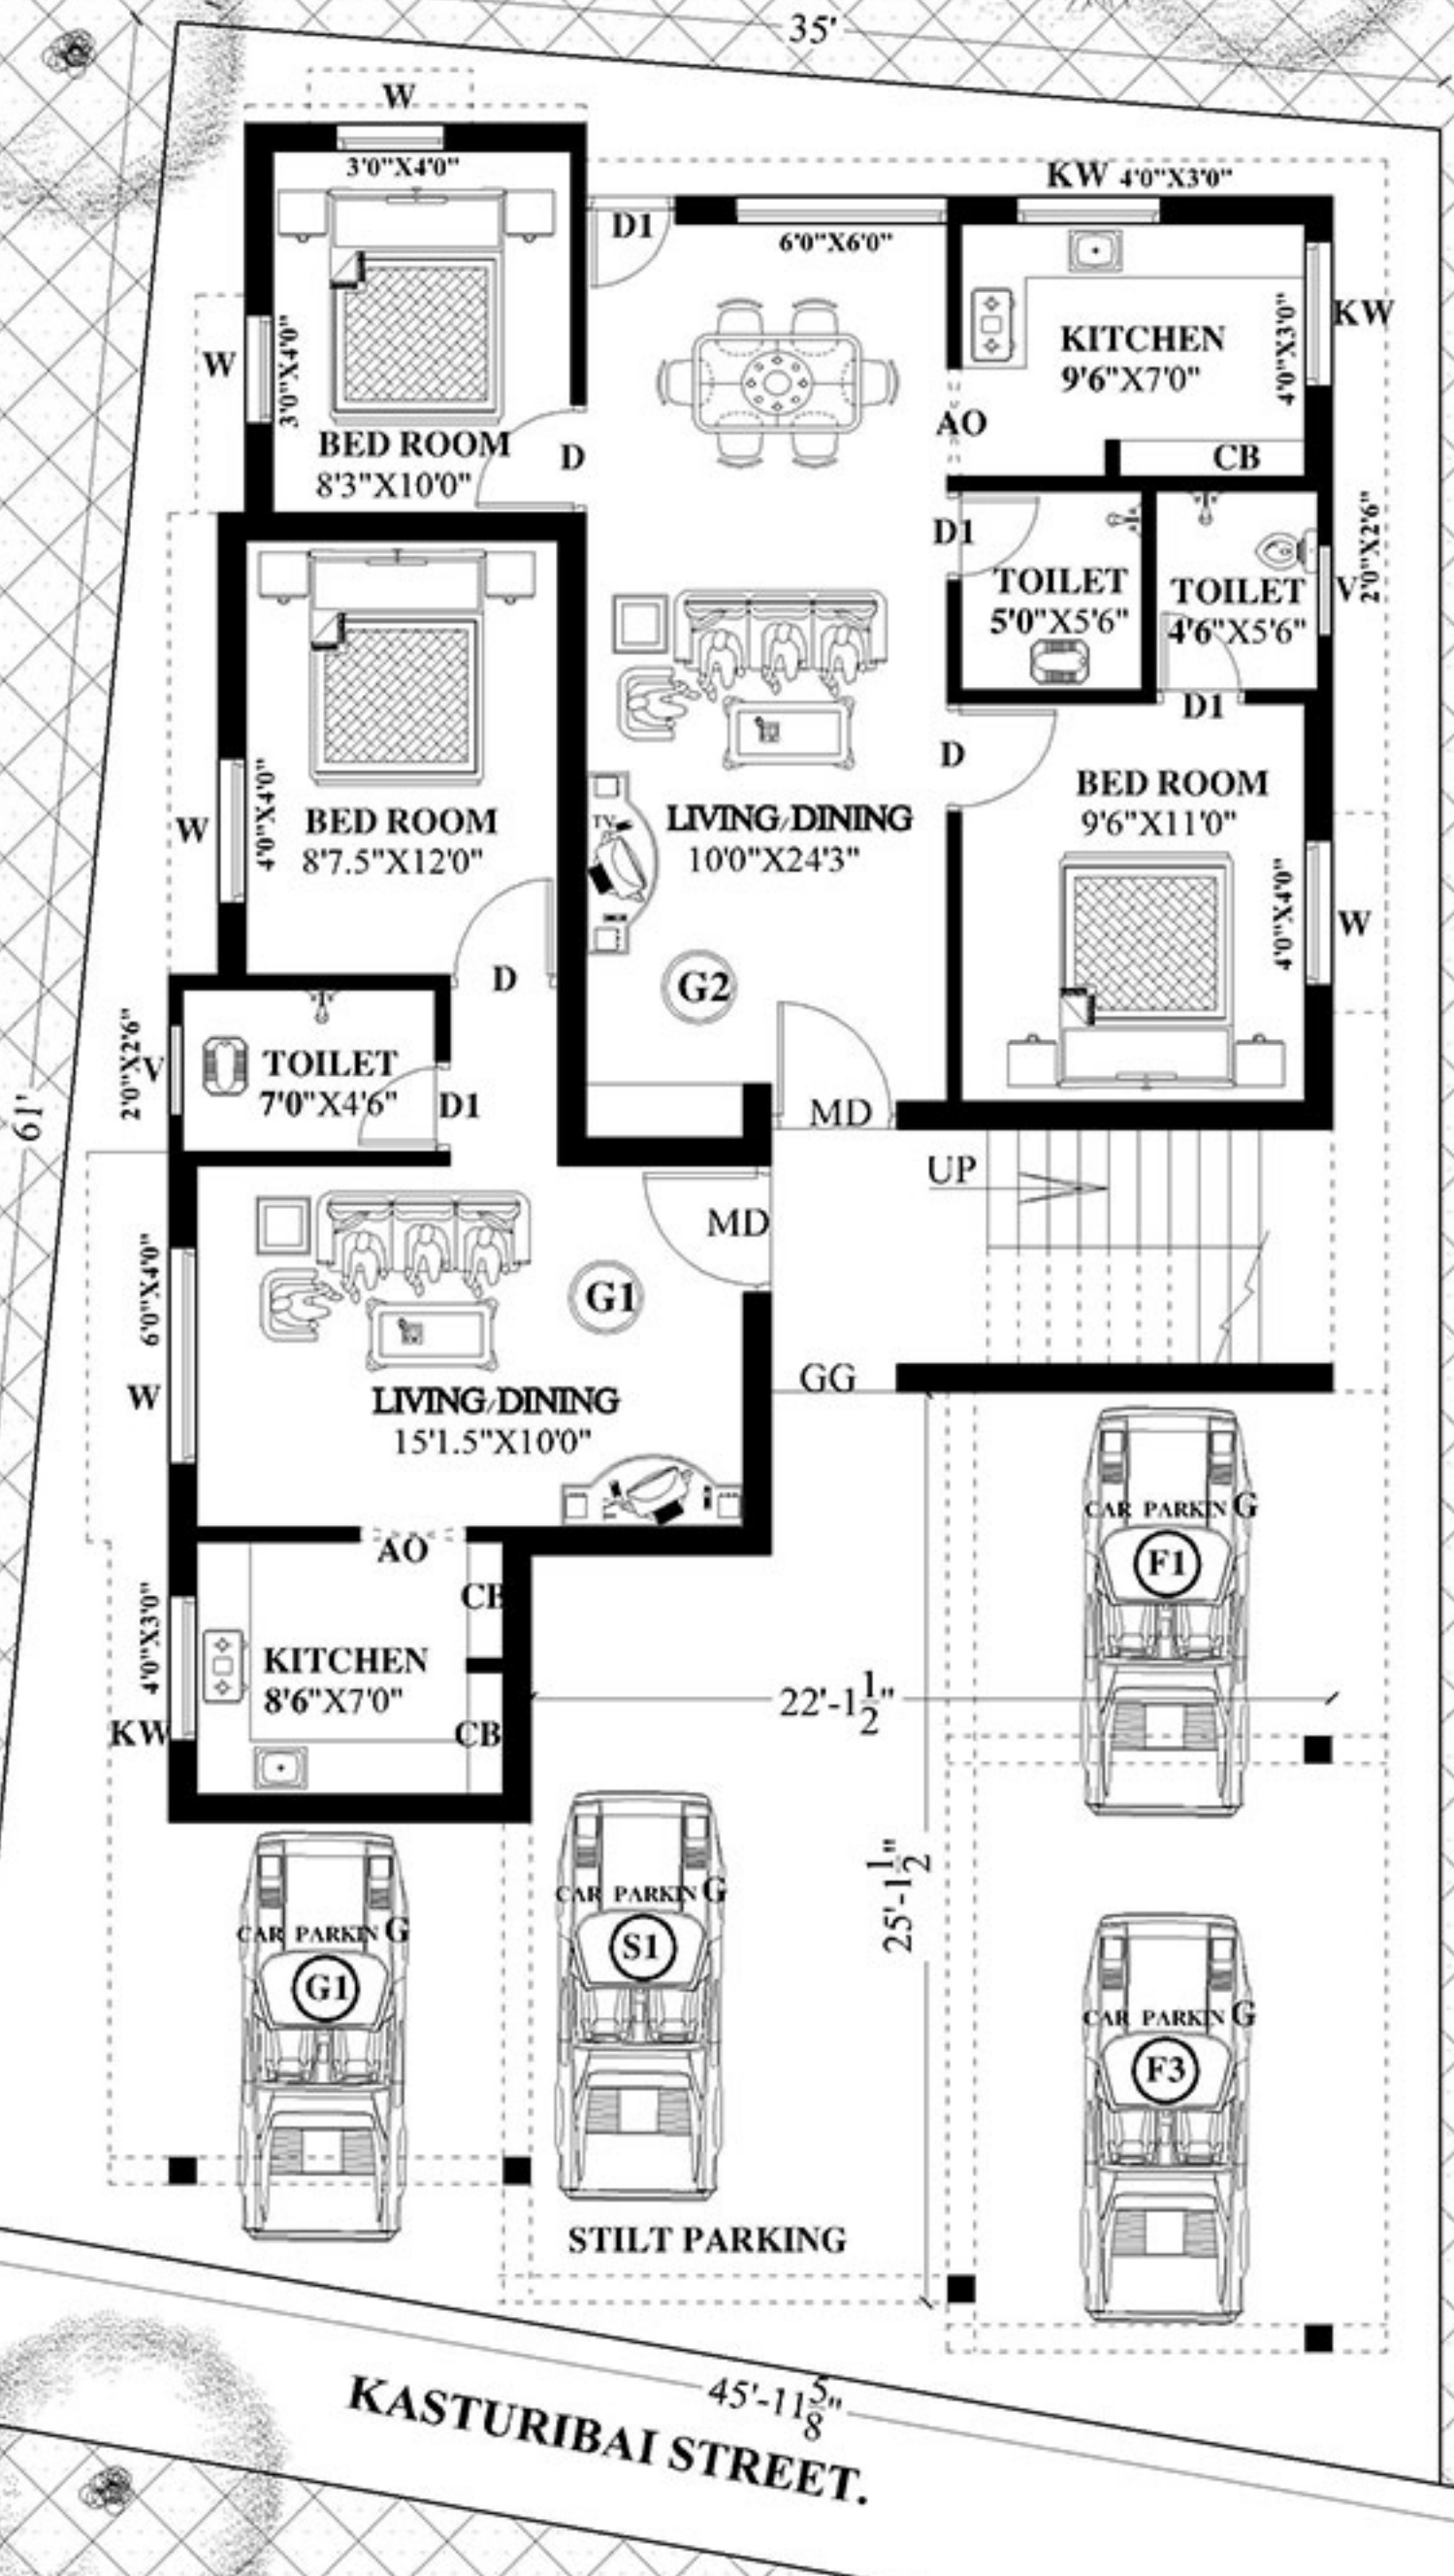 35'
W
3'0"X4'0"
KW 4'0"X3'0"
D1
6'0"X6'0"
W
3'0"X4'0"
KITCHEN
9'6"X7'0"
4'0"X3'0"
KW
AO
BED ROOM
8'3"X10'0"
D
CB
D1
TOILET
5'0"X5'6"
TOILET
4'6"X5'6"
V
2'0"X2'6"
D1
D
BED ROOM
9'6"X11'0"
W
4'0"X4'0"
BED ROOM
8'7.5"X12'0"
TV
LIVING/DINING
10'0"X24'3"
4'0"X4'0"
W
D
G2
2'0"X2'6"
V
TOILET
7'0"X4'6"
D1
MD
61'
UP
MD
6'0"X4'0"
W
G1
GG
LIVING/DINING
15'1.5"X10'0"
AO
CB
4'0"X3'0"
KW
KITCHEN
8'6"X7'0"
CB
22'-1 1/2"
CAR PARKING
F1
25'-1 1/2"
CAR PARKING
S1
CAR PARKING
G1
CAR PARKING
F3
STILT PARKING
45'-11 5/8"
KASTURIBAI STREET.